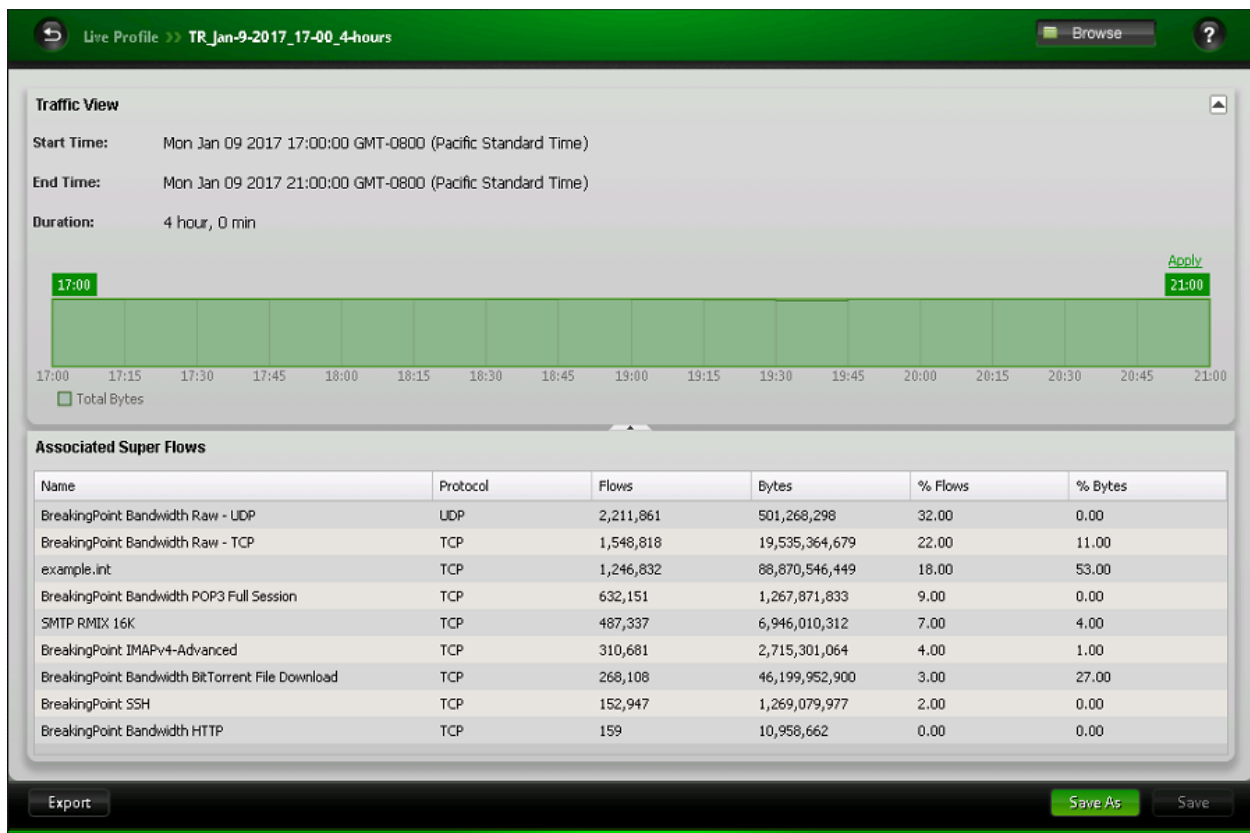 Live Profile >> TR_Jan-9-2017_17-00_4-hours
Browse
?
Traffic View
Start Time: Mon Jan 09 2017 17:00:00 GMT-0800 (Pacific Standard Time)
End Time: Mon Jan 09 2017 21:00:00 GMT-0800 (Pacific Standard Time)
Duration: 4 hour, 0 min
Apply
17:00 21:00
17:00 17:15 17:30 17:45 18:00 18:15 18:30 18:45 19:00 19:15 19:30 19:45 20:00 20:15 20:30 20:45 21:00
Total Bytes
Associated Super Flows
Name Protocol Flows Bytes % Flows % Bytes
BreakingPoint Bandwidth Raw - UDP UDP 2,211,861 501,268,298 32.00 0.00
BreakingPoint Bandwidth Raw - TCP TCP 1,548,818 19,535,364,679 22.00 11.00
example.int TCP 1,246,832 88,870,546,449 18.00 53.00
BreakingPoint Bandwidth POP3 Full Session TCP 632,151 1,267,871,833 9.00 0.00
SMTP RMIX 16K TCP 487,337 6,946,010,312 7.00 4.00
BreakingPoint IMAPv4-Advanced TCP 310,681 2,715,301,064 4.00 1.00
BreakingPoint Bandwidth BitTorrent File Download TCP 268,108 46,199,952,900 3.00 27.00
BreakingPoint SSH TCP 152,947 1,269,079,977 2.00 0.00
BreakingPoint Bandwidth HTTP TCP 159 10,958,662 0.00 0.00
Export Save As Save